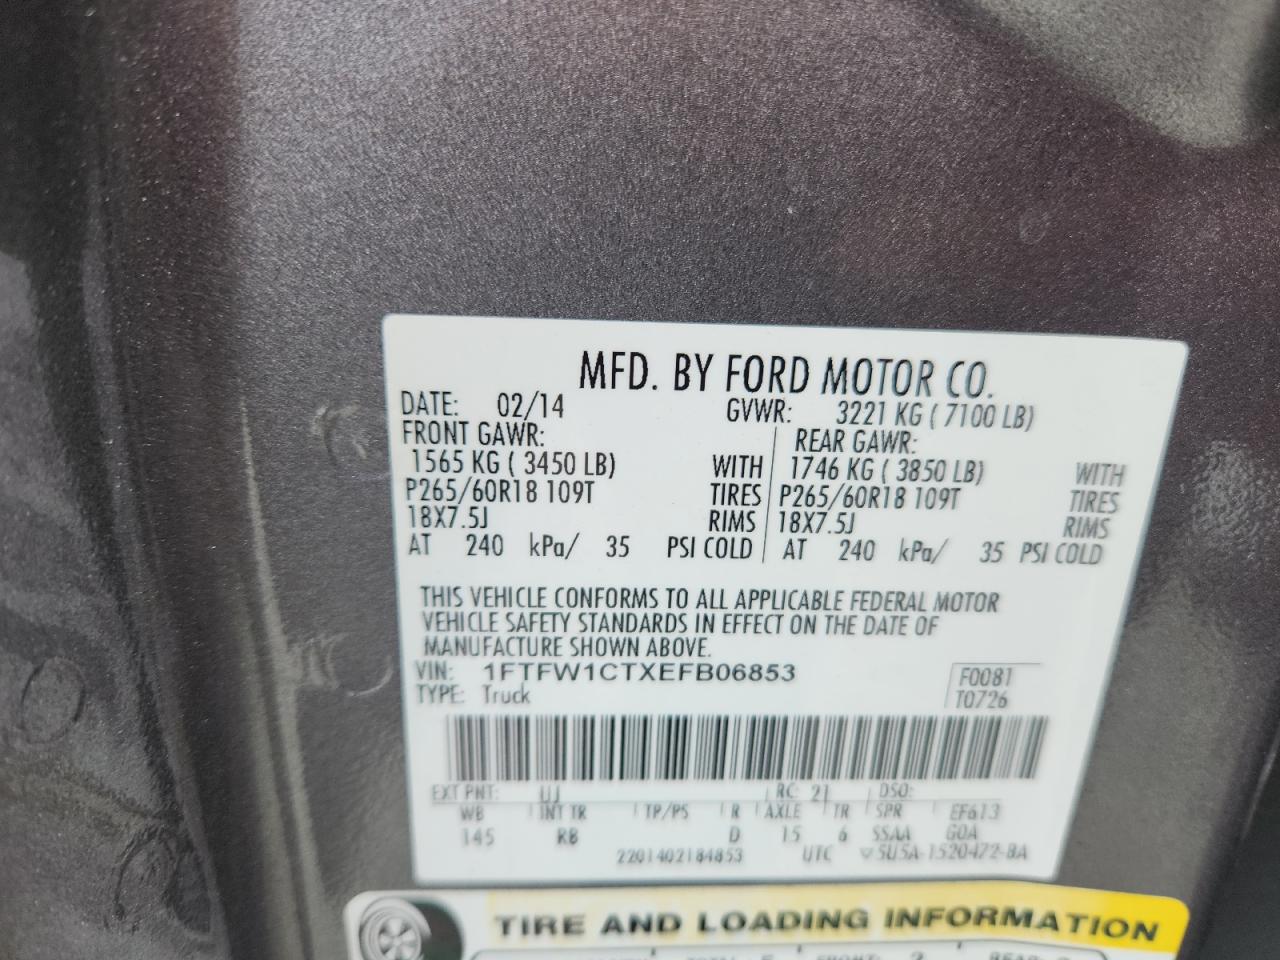 MFD. BY FORD MOTOR CO.
DATE: 02/14 GVWR: 3221 KG ( 7100 LB)
FRONT GAWR: REAR GAWR:
1565 KG ( 3450 LB) WITH 1746 KG ( 3850 LB) WITH
P265/60R18 109T TIRES P265/60R18 109T TIRES
18X7.5J RIMS 18X7.5J RIMS
AT 240 kPa/ 35 PSI COLD AT 240 kPa/ 35 PSI COLD
THIS VEHICLE CONFORMS TO ALL APPLICABLE FEDERAL MOTOR
VEHICLE SAFETY STANDARDS IN EFFECT ON THE DATE OF
MANUFACTURE SHOWN ABOVE.
VIN: 1FTFW1CTXEFB06853 F0081
TYPE: Truck T0726
EXT PNT: UJ RC: 21 DSO:
WB INT TR TP/PS R AXLE TR SPR EF613
145 RB D 15 6 SSAA GOA
2201402184853 UTC ▽5U5A-1520472-BA
TIRE AND LOADING INFORMATION